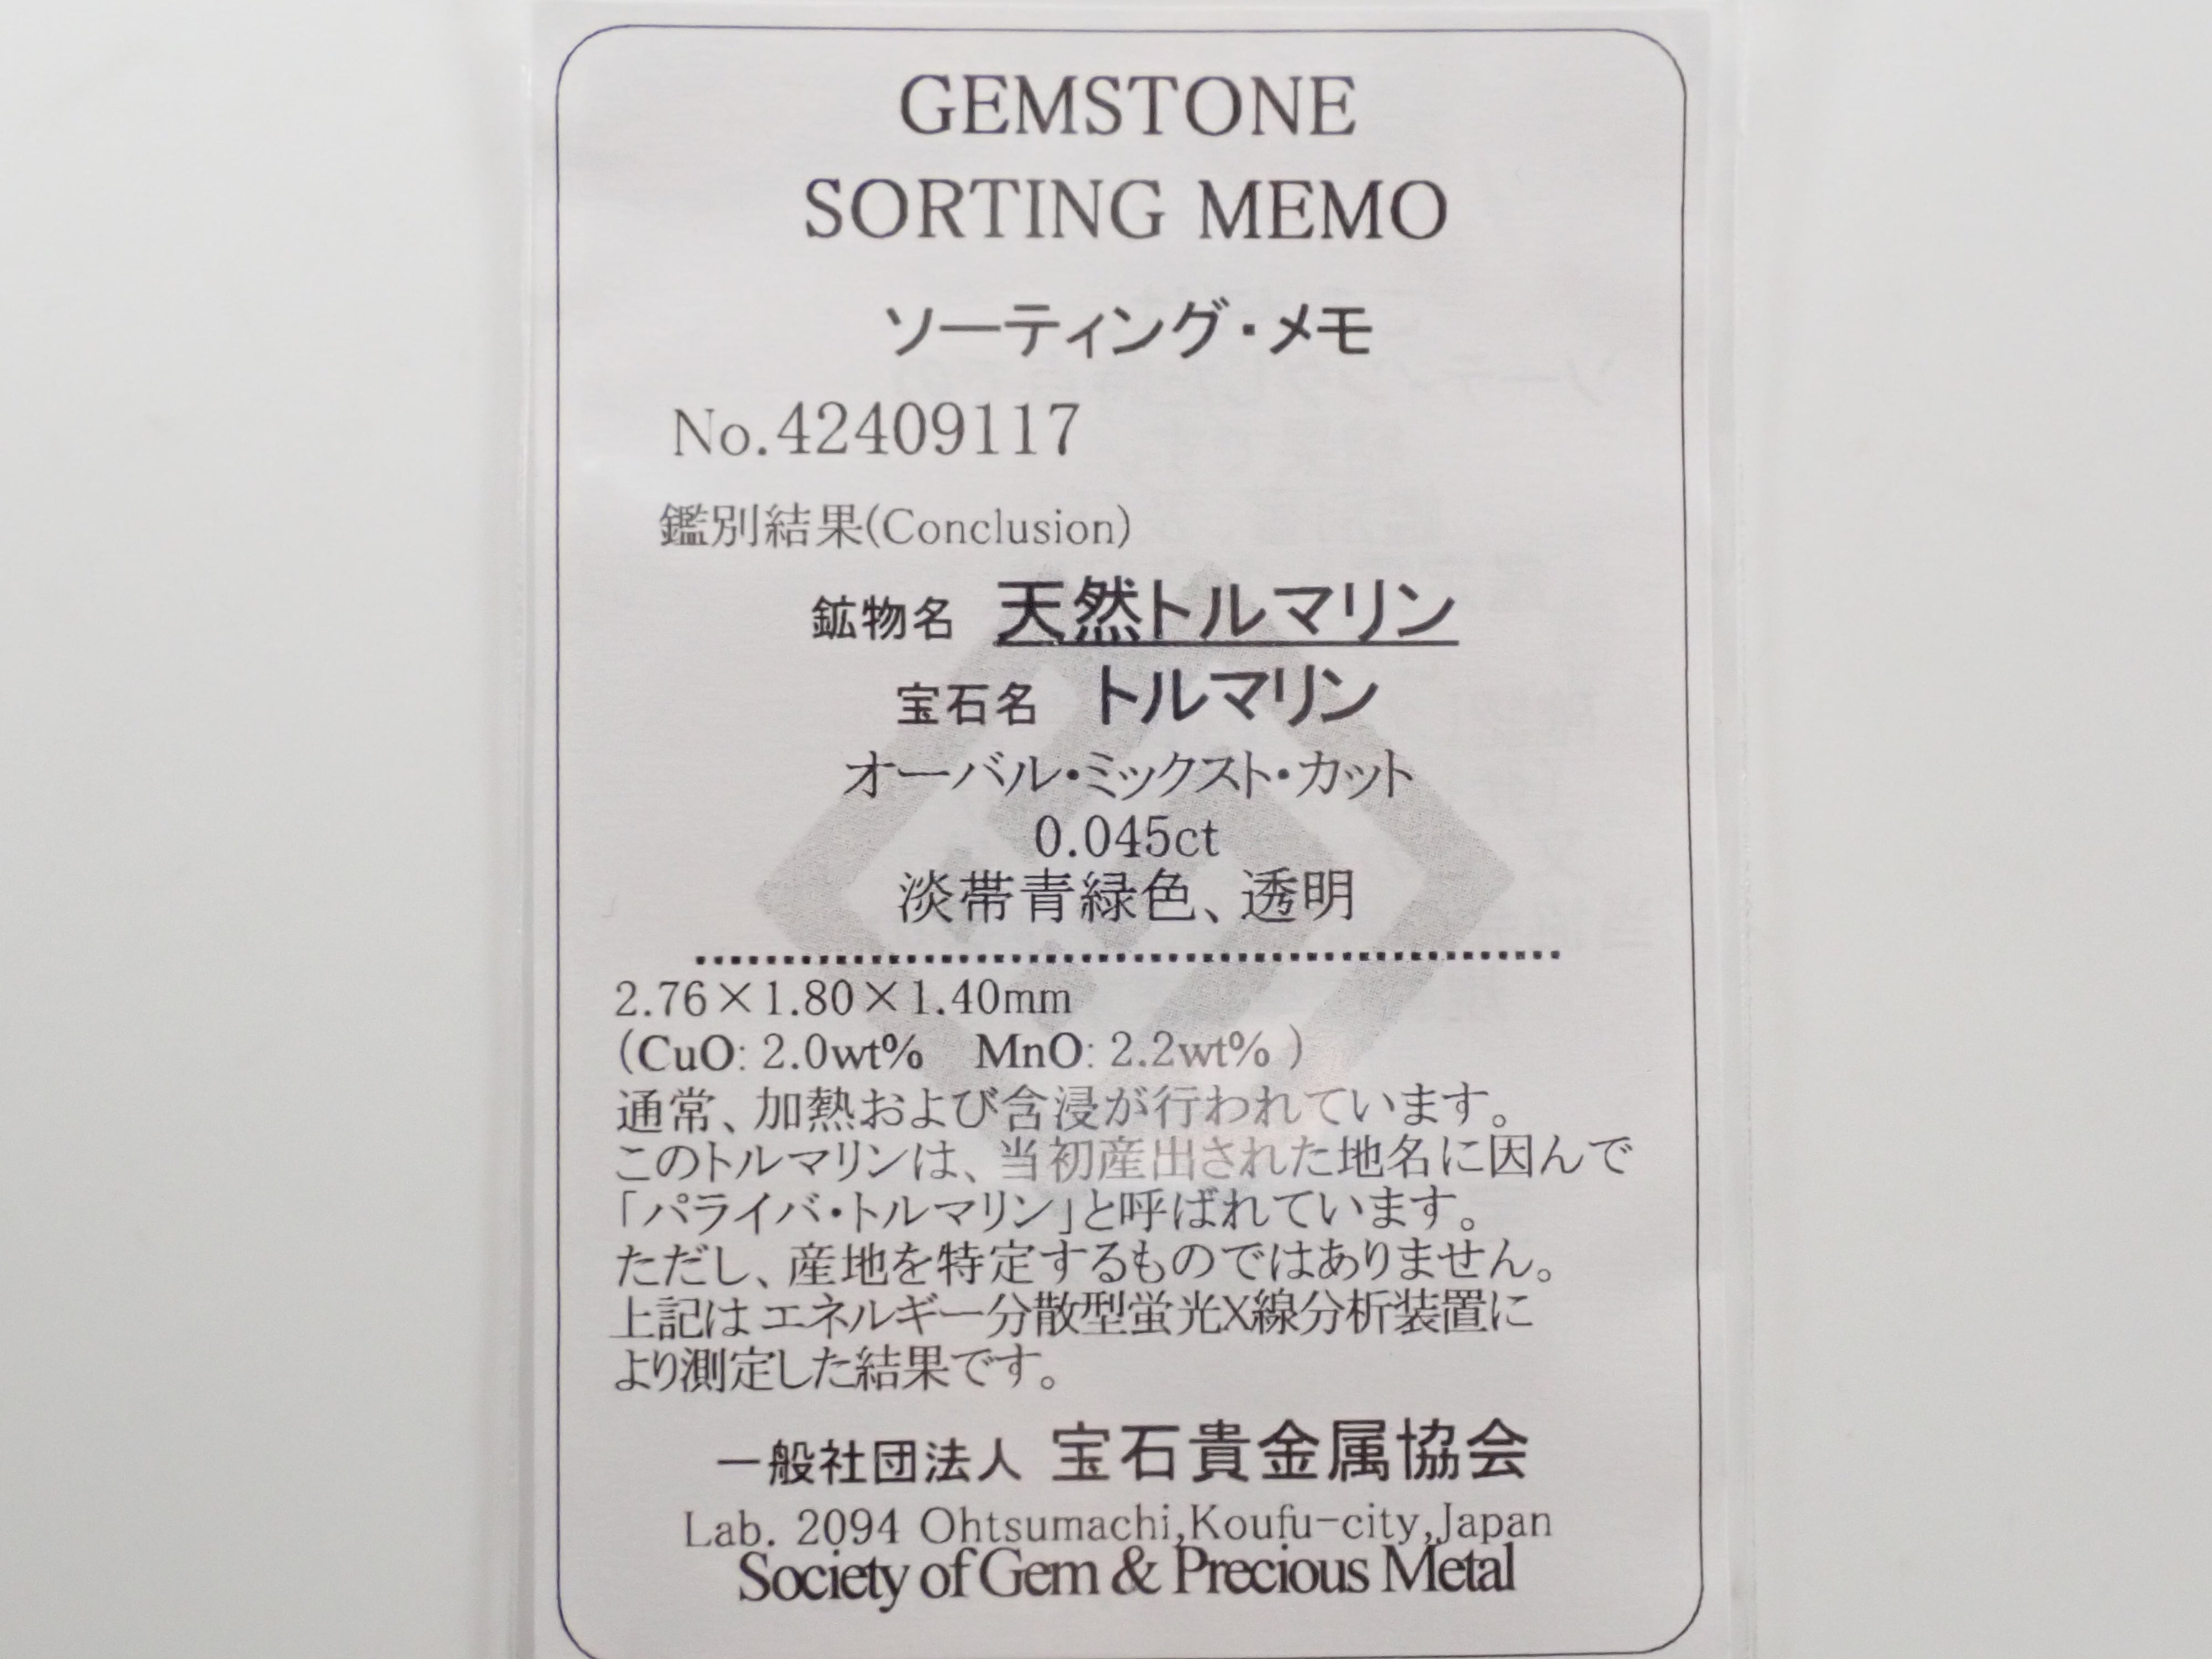 GEMSTONE
SORTING MEMO
ソーティング・メモ
No.42409117
鑑別結果(Conclusion)
鉱物名 天然トルマリン
宝石名 トルマリン
オーバル・ミックスト・カット
0.045ct
淡帯青緑色、透明
2.76×1.80×1.40mm
(CuO: 2.0wt% MnO: 2.2wt% )
通常、加熱および含浸が行われています。
このトルマリンは、当初産出された地名に因んで
「パライバ・トルマリン」と呼ばれています。
ただし、産地を特定するものではありません。
上記はエネルギー分散型蛍光X線分析装置に
より測定した結果です。
一般社団法人 宝石貴金属協会
Lab. 2094 Ohtsumachi,Koufu-city,Japan
Society of Gem & Precious Metal